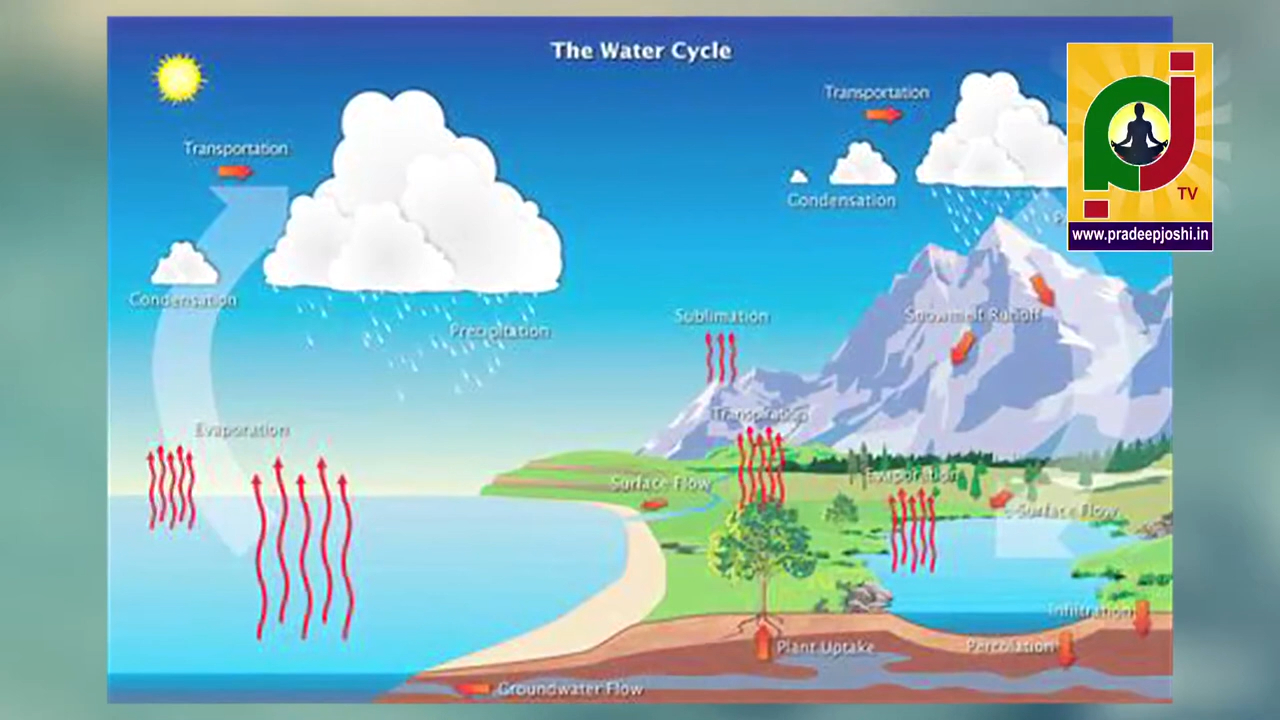 The Water Cycle
Transportation
Transportation
Condensation
Condensation
Precipitation
Sublimation
Snowmelt Runoff
Transpiration
Evaporation
Evaporation
Surface Flow
Surface Flow
Infiltration
Plant Uptake
Percolation
Groundwater Flow
PJ
TV
www.pradeepjoshi.in